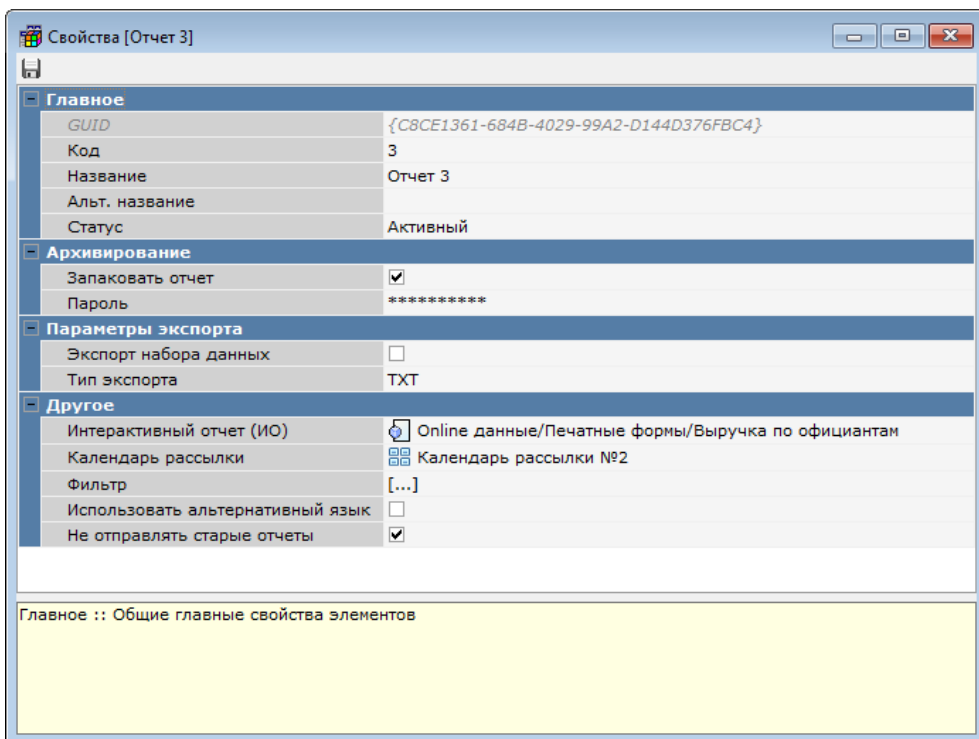 Свойства [Отчет 3]
Главное
GUID {C8CE1361-684B-4029-99A2-D144D376FBC4}
Код 3
Название Отчет 3
Альт. название
Статус Активный
Архивирование
Запаковать отчет
Пароль **********
Параметры экспорта
Экспорт набора данных
Тип экспорта TXT
Другое
Интерактивный отчет (ИО) Online данные/Печатные формы/Выручка по официантам
Календарь рассылки Календарь рассылки №2
Фильтр [...]
Использовать альтернативный язык
Не отправлять старые отчеты
Главное :: Общие главные свойства элементов